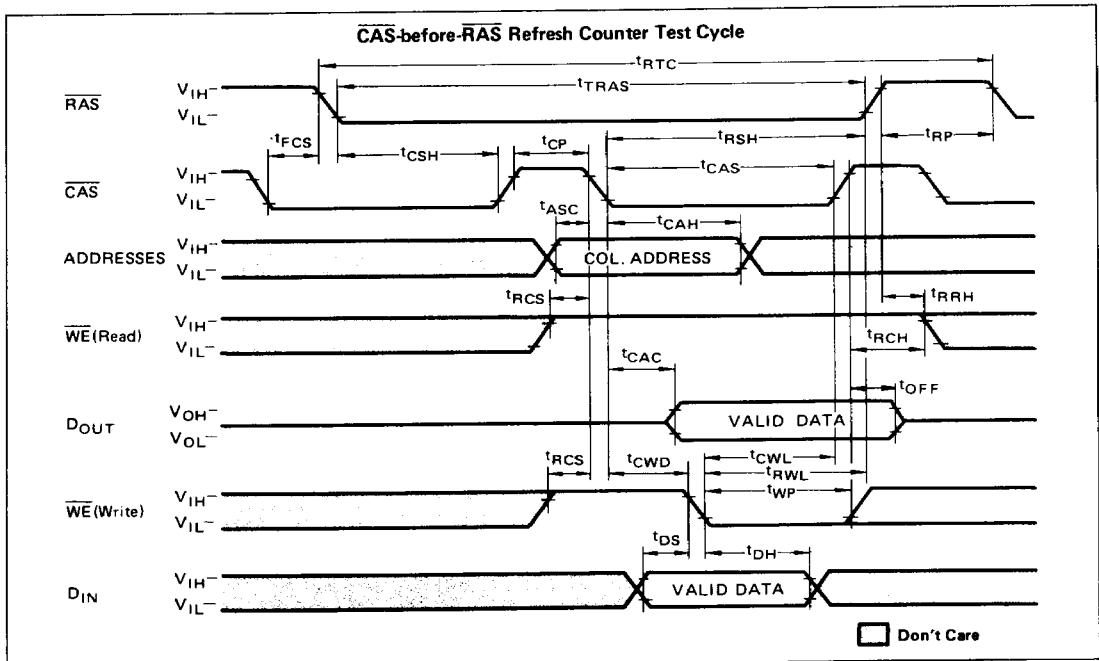 CAS-before-RAS Refresh Counter Test Cycle
tRTC
tTRAS
RAS
VIH-
VIL-
tFCS
tCSH
tCP
tRSH
tRP
tCAS
CAS
VIH-
VIL-
tASC
tCAH
ADDRESSES
VIH-
VIL-
COL. ADDRESS
tRCS
tRRH
WE(Read)
VIH-
VIL-
tRCH
tCAC
tOFF
DOUT
VOH-
VOL-
VALID DATA
tRCS
tCWD
tCWL
tRWL
tWP
WE(Write)
VIH-
VIL-
tDS
tDH
DIN
VIH-
VIL-
VALID DATA
Don't Care